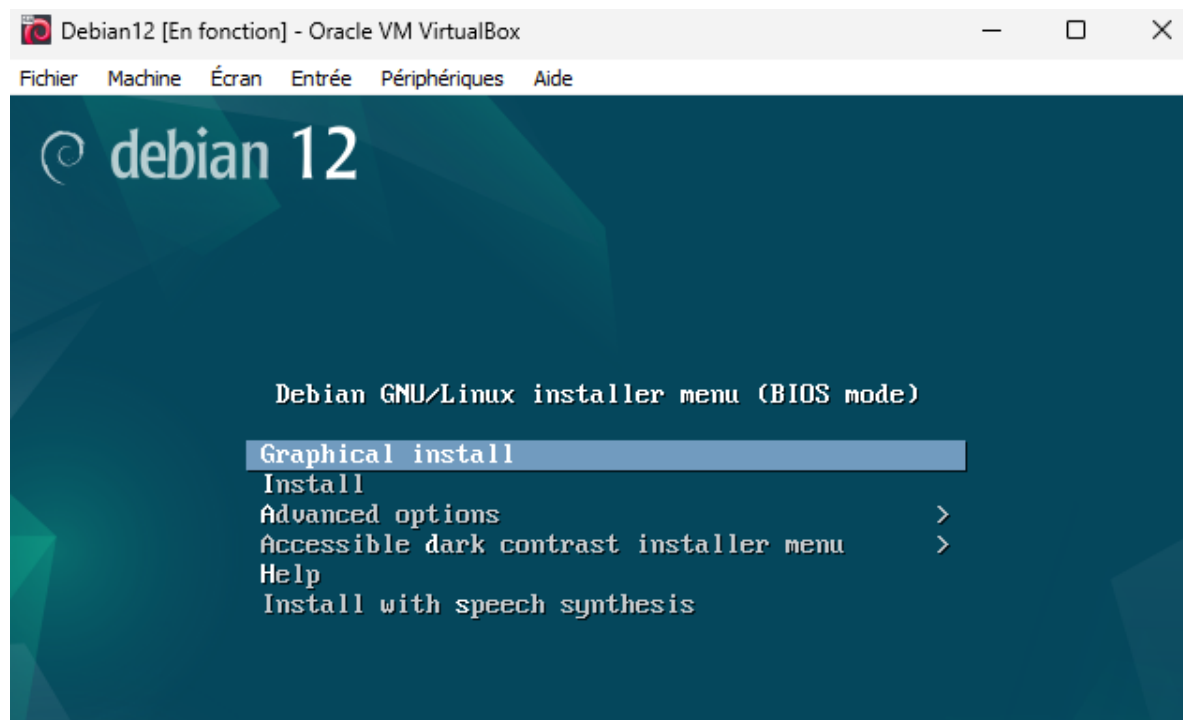 Debian12 [En fonction] - Oracle VM VirtualBox
Fichier Machine Écran Entrée Périphériques Aide
debian 12
Debian GNU/Linux installer menu (BIOS mode)
Graphical install
Install
Advanced options >
Accessible dark contrast installer menu >
Help
Install with speech synthesis